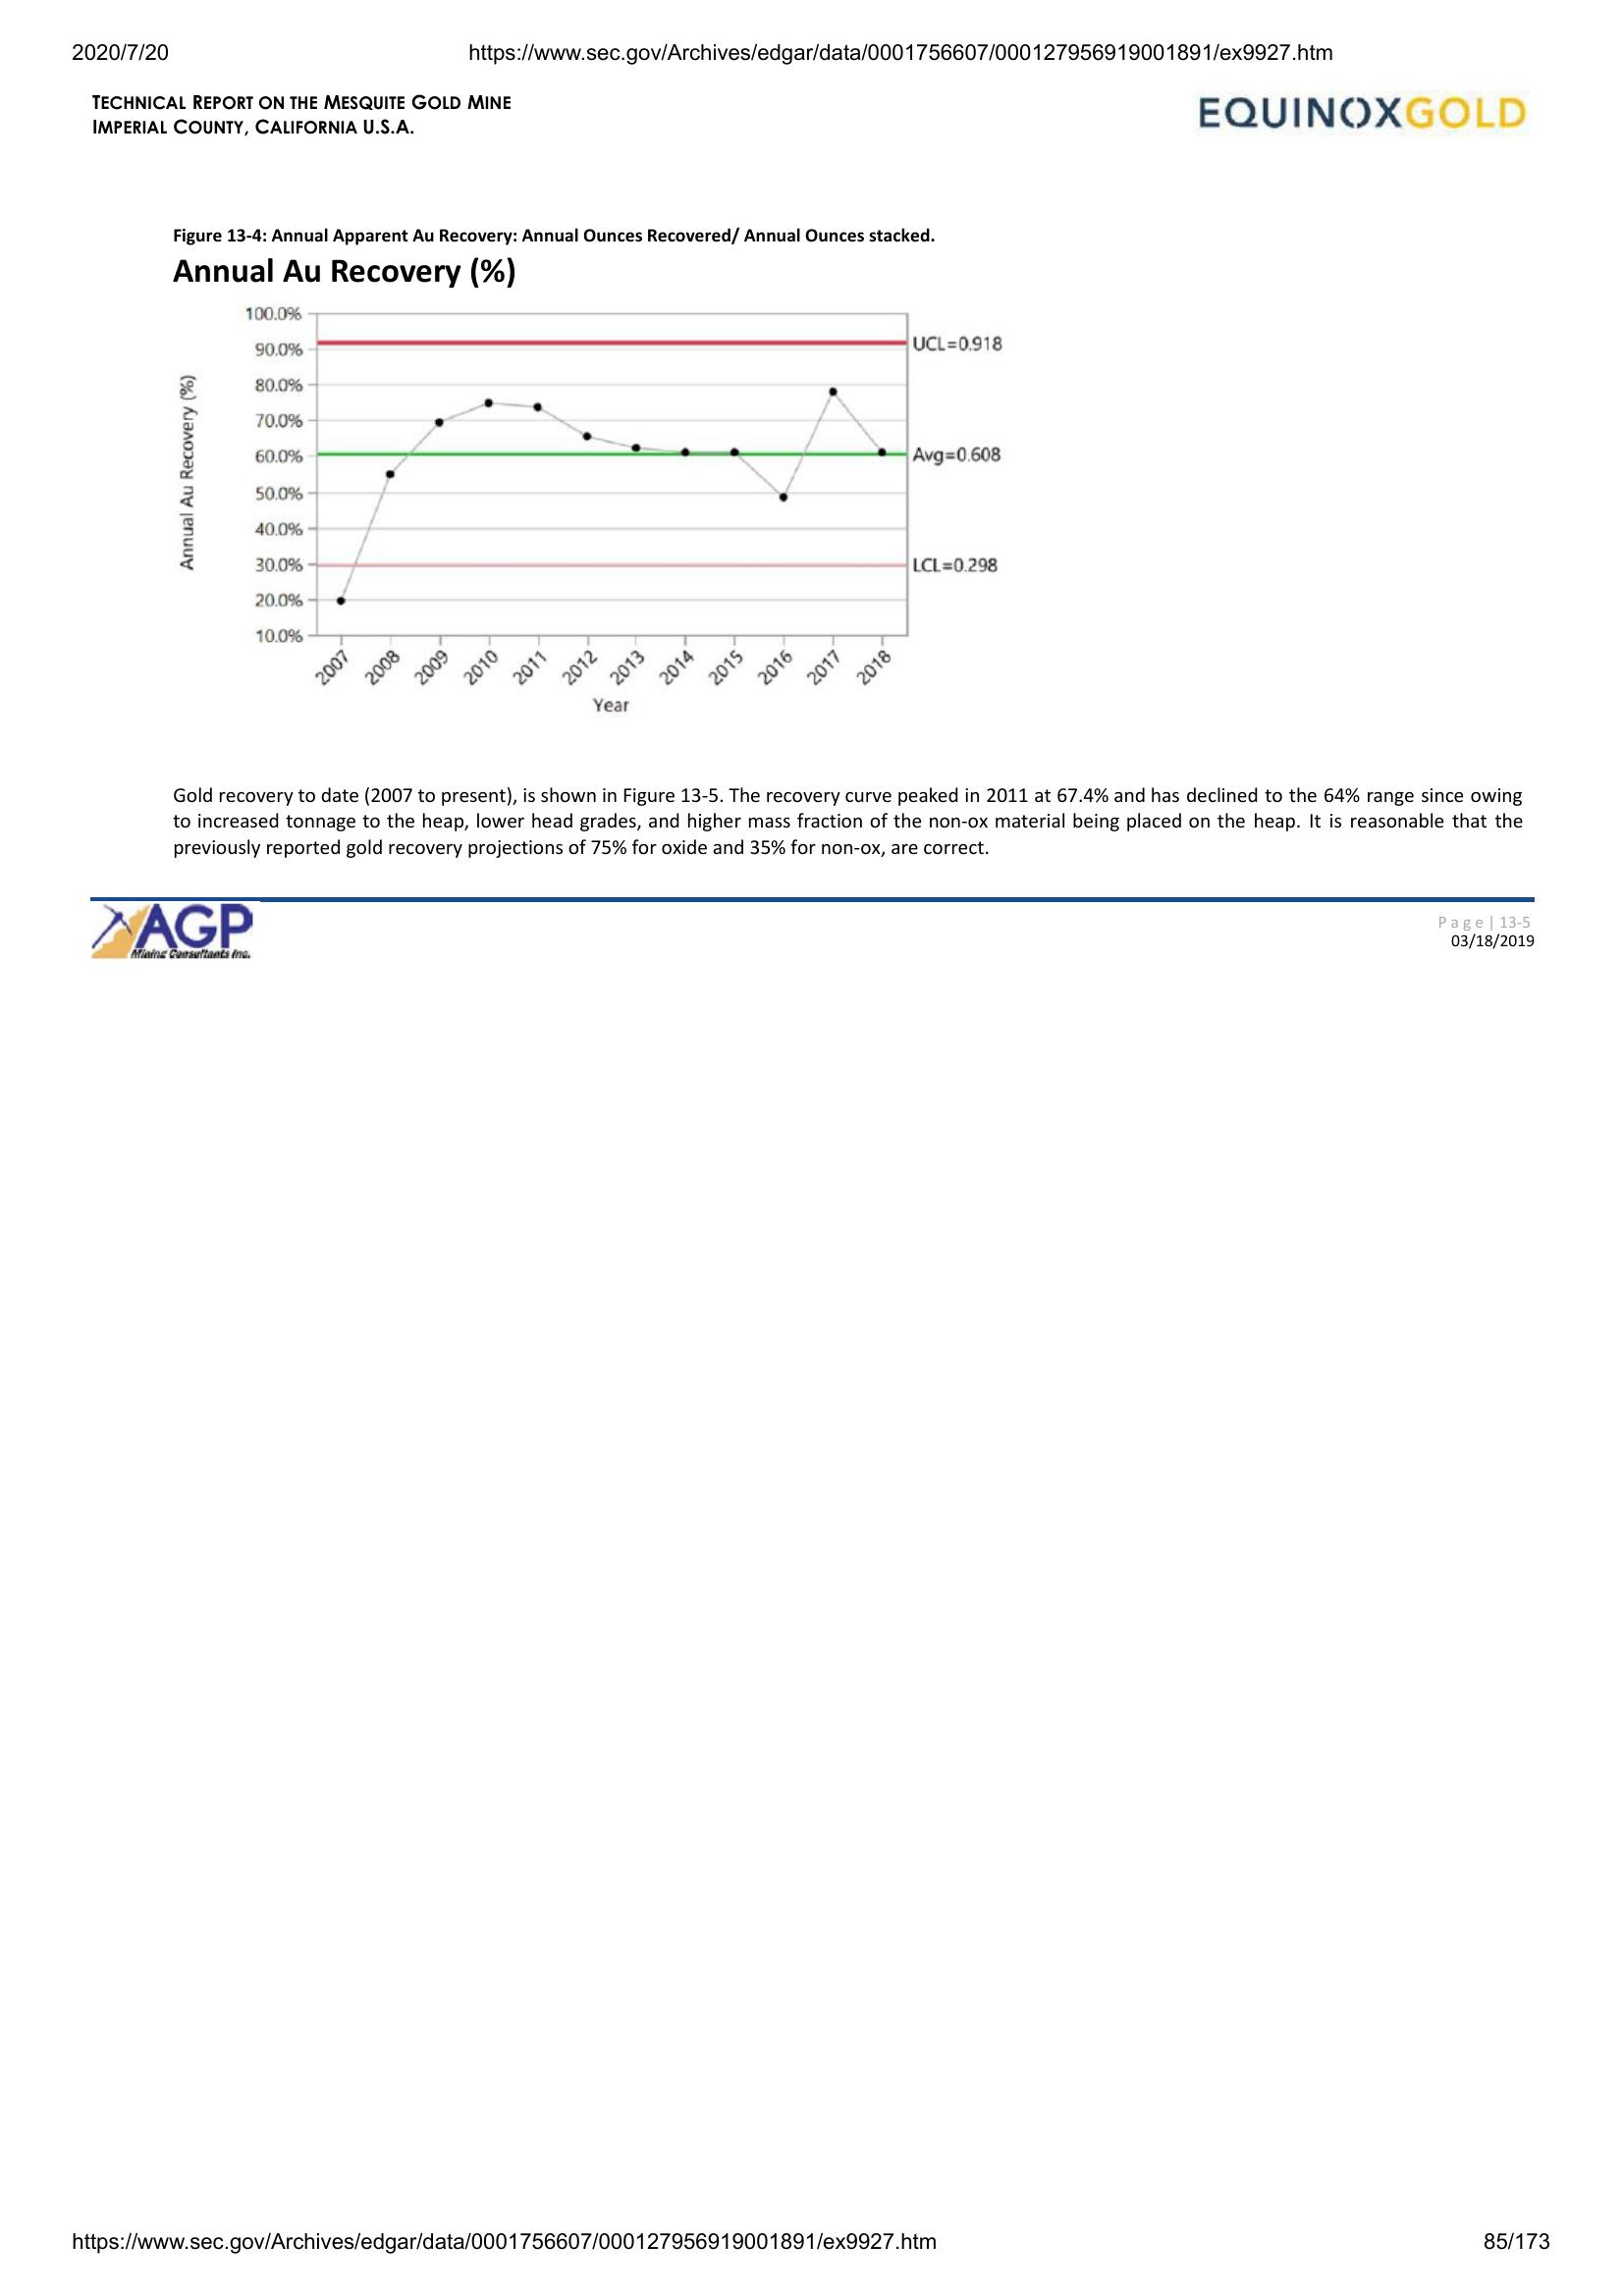 2020/7/20 https://www.sec.gov/Archives/edgar/data/0001756607/000127956919001891/ex9927.htm
TECHNICAL REPORT ON THE MESQUITE GOLD MINE
IMPERIAL COUNTY, CALIFORNIA U.S.A.
EQUINOXGOLD
Figure 13-4: Annual Apparent Au Recovery: Annual Ounces Recovered/ Annual Ounces stacked.
Annual Au Recovery (%)
Annual Au Recovery (%)
100.0%
90.0%
80.0%
70.0%
60.0%
50.0%
40.0%
30.0%
20.0%
10.0%
UCL=0.918
Avg=0.608
LCL=0.298
2007 2008 2009 2010 2011 2012 2013 2014 2015 2016 2017 2018
Year
Gold recovery to date (2007 to present), is shown in Figure 13-5. The recovery curve peaked in 2011 at 67.4% and has declined to the 64% range since owing
to increased tonnage to the heap, lower head grades, and higher mass fraction of the non-ox material being placed on the heap. It is reasonable that the
previously reported gold recovery projections of 75% for oxide and 35% for non-ox, are correct.
AGP
Mining Consultants Inc.
Page | 13-5
03/18/2019
https://www.sec.gov/Archives/edgar/data/0001756607/000127956919001891/ex9927.htm 85/173